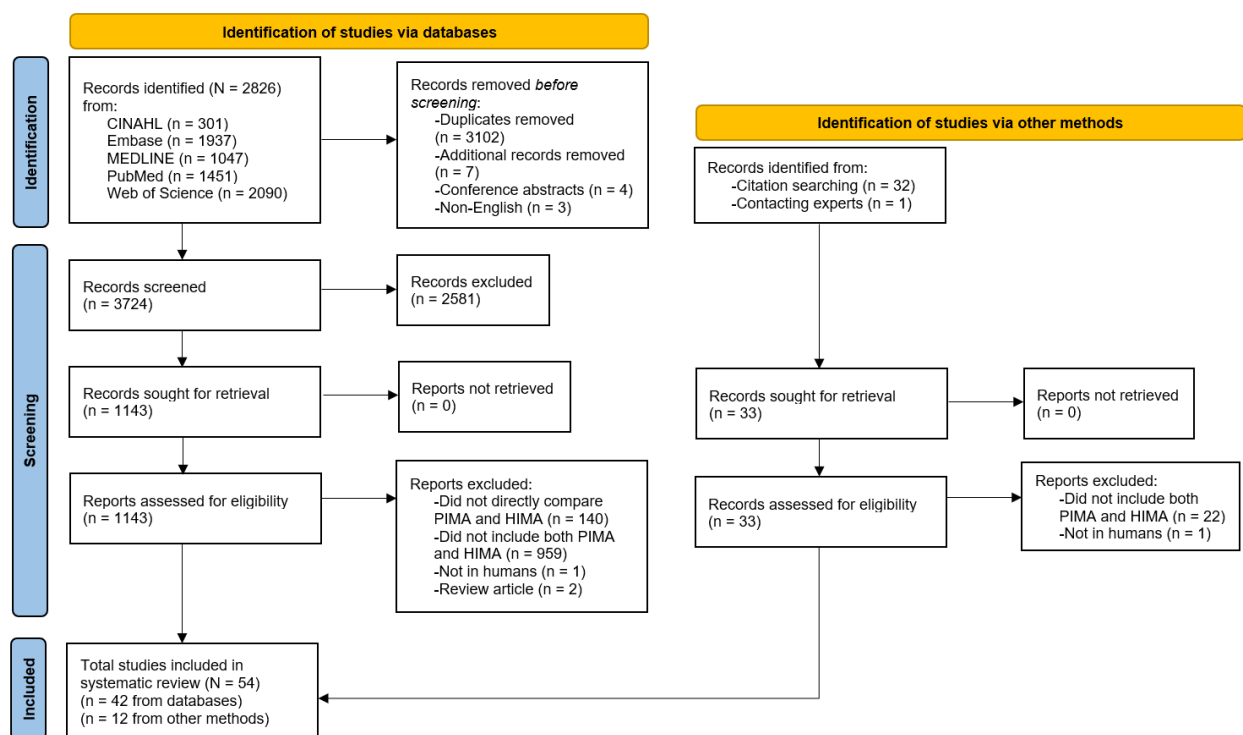 Identification of studies via databases
Identification
Records identified (N = 2826)
from:
CINAHL (n = 301)
Embase (n = 1937)
MEDLINE (n = 1047)
PubMed (n = 1451)
Web of Science (n = 2090)
Records removed before
screening:
-Duplicates removed
(n = 3102)
-Additional records removed
(n = 7)
-Conference abstracts (n = 4)
-Non-English (n = 3)
Identification of studies via other methods
Records identified from:
-Citation searching (n = 32)
-Contacting experts (n = 1)
Screening
Records screened
(n = 3724)
Records excluded
(n = 2581)
Records sought for retrieval
(n = 1143)
Reports not retrieved
(n = 0)
Records sought for retrieval
(n = 33)
Reports not retrieved
(n = 0)
Reports assessed for eligibility
(n = 1143)
Reports excluded:
-Did not directly compare
PIMA and HIMA (n = 140)
-Did not include both PIMA
and HIMA (n = 959)
-Not in humans (n = 1)
-Review article (n = 2)
Records assessed for eligibility
(n = 33)
Reports excluded:
-Did not include both
PIMA and HIMA (n = 22)
-Not in humans (n = 1)
Included
Total studies included in
systematic review (N = 54)
(n = 42 from databases)
(n = 12 from other methods)